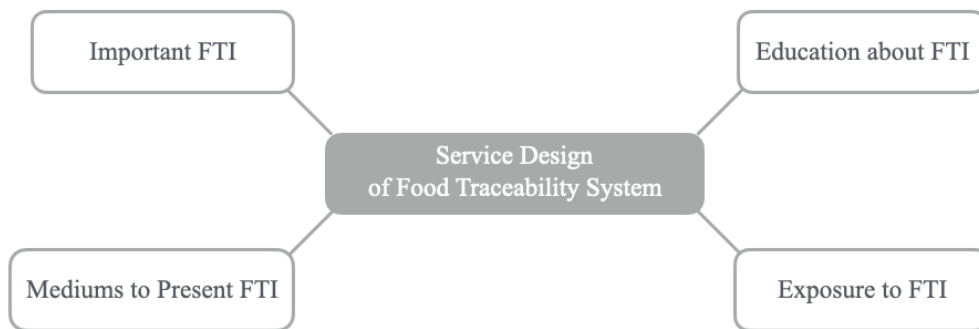 Important FTI
Education about FTI
Service Design
of Food Traceability System
Mediums to Present FTI
Exposure to FTI